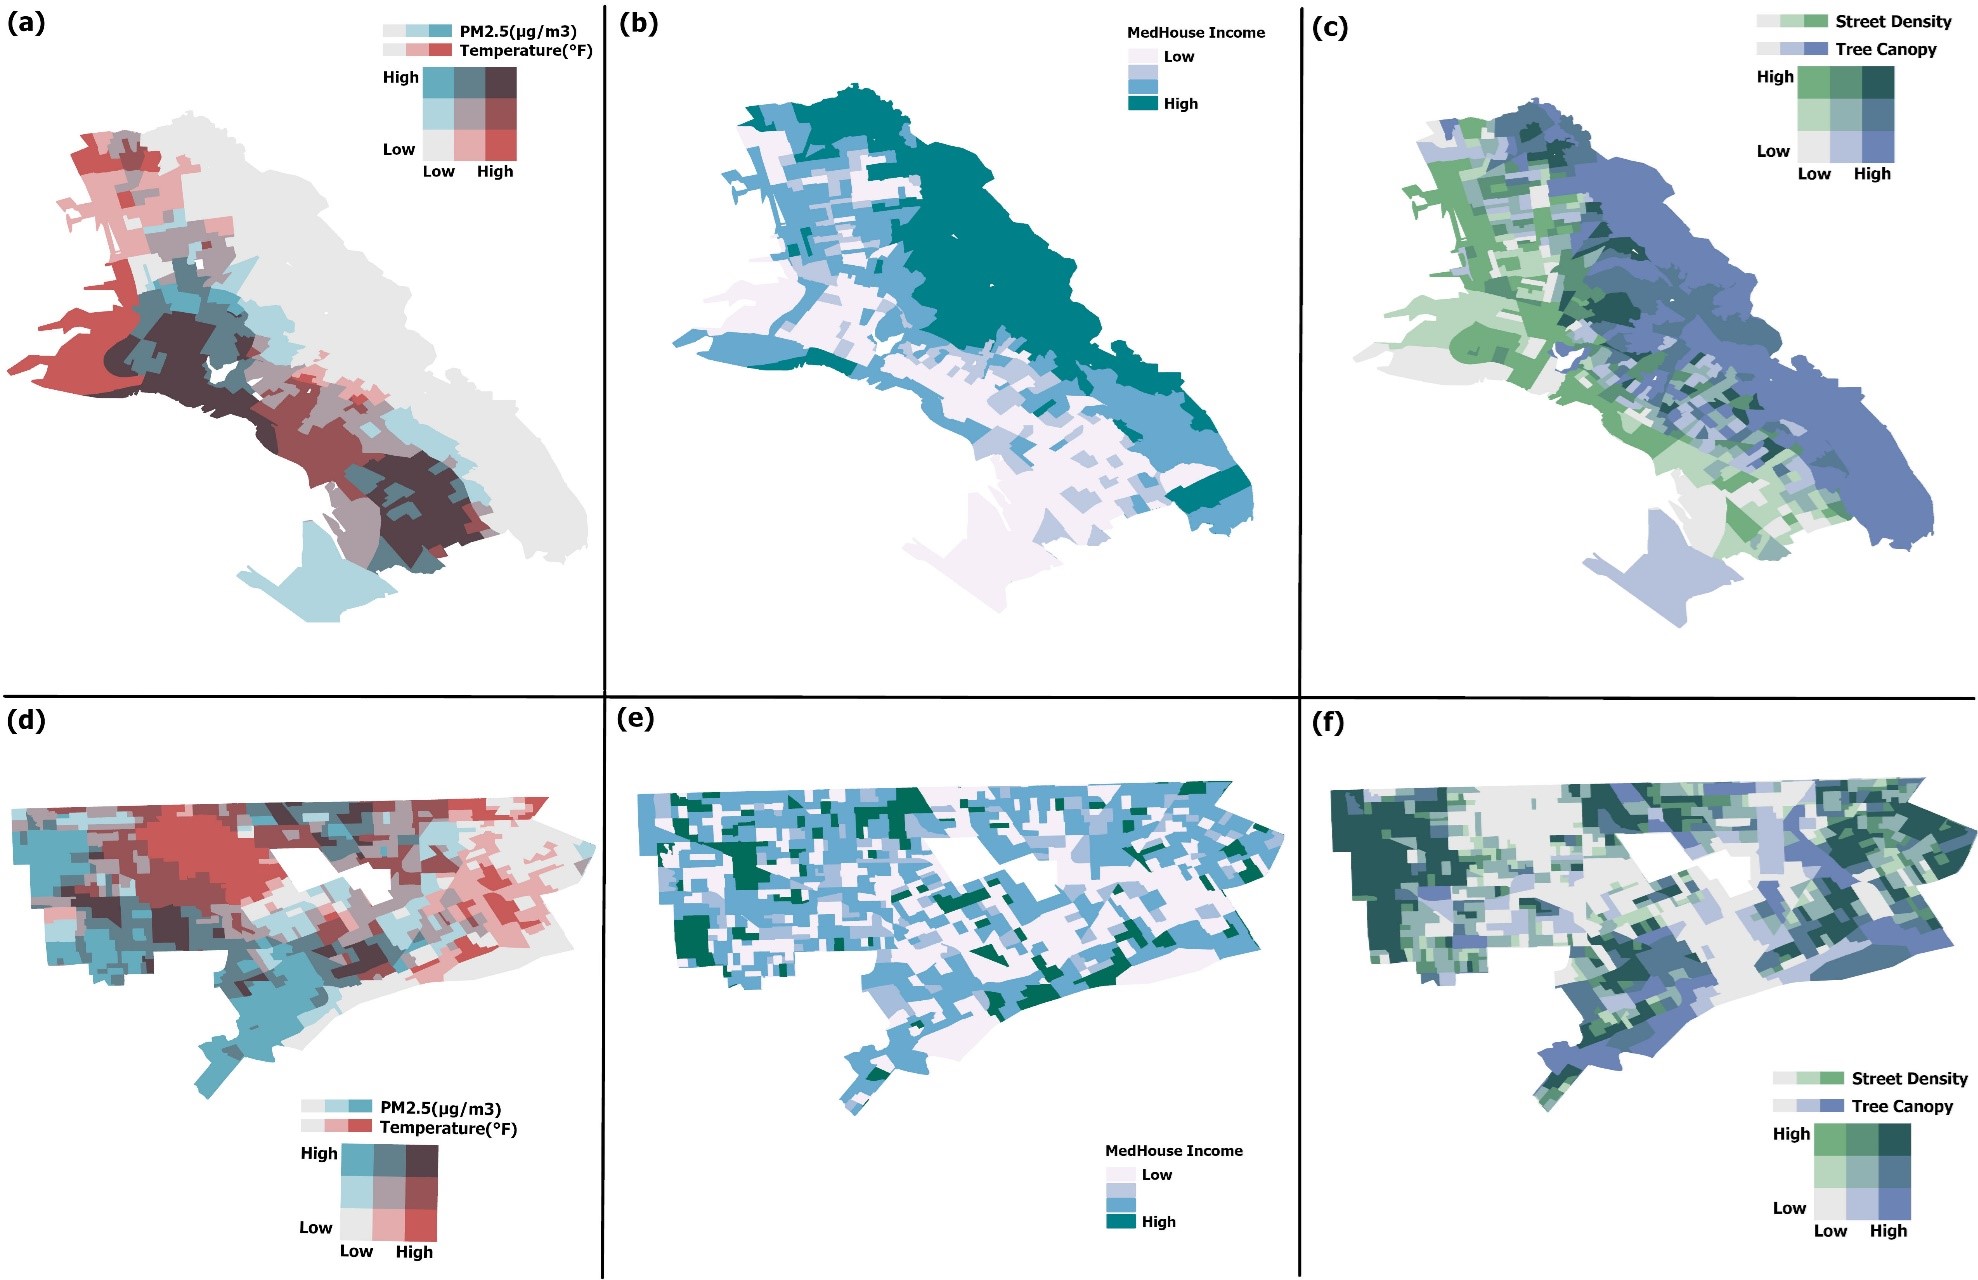 (a)
PM2.5(µg/m3)
Temperature(°F)
High
Low
Low High
(b)
MedHouse Income
Low
High
(c)
Street Density
Tree Canopy
High
Low
Low High
(d)
PM2.5(µg/m3)
Temperature(°F)
High
Low
Low High
(e)
MedHouse Income
Low
High
(f)
Street Density
Tree Canopy
High
Low
Low High